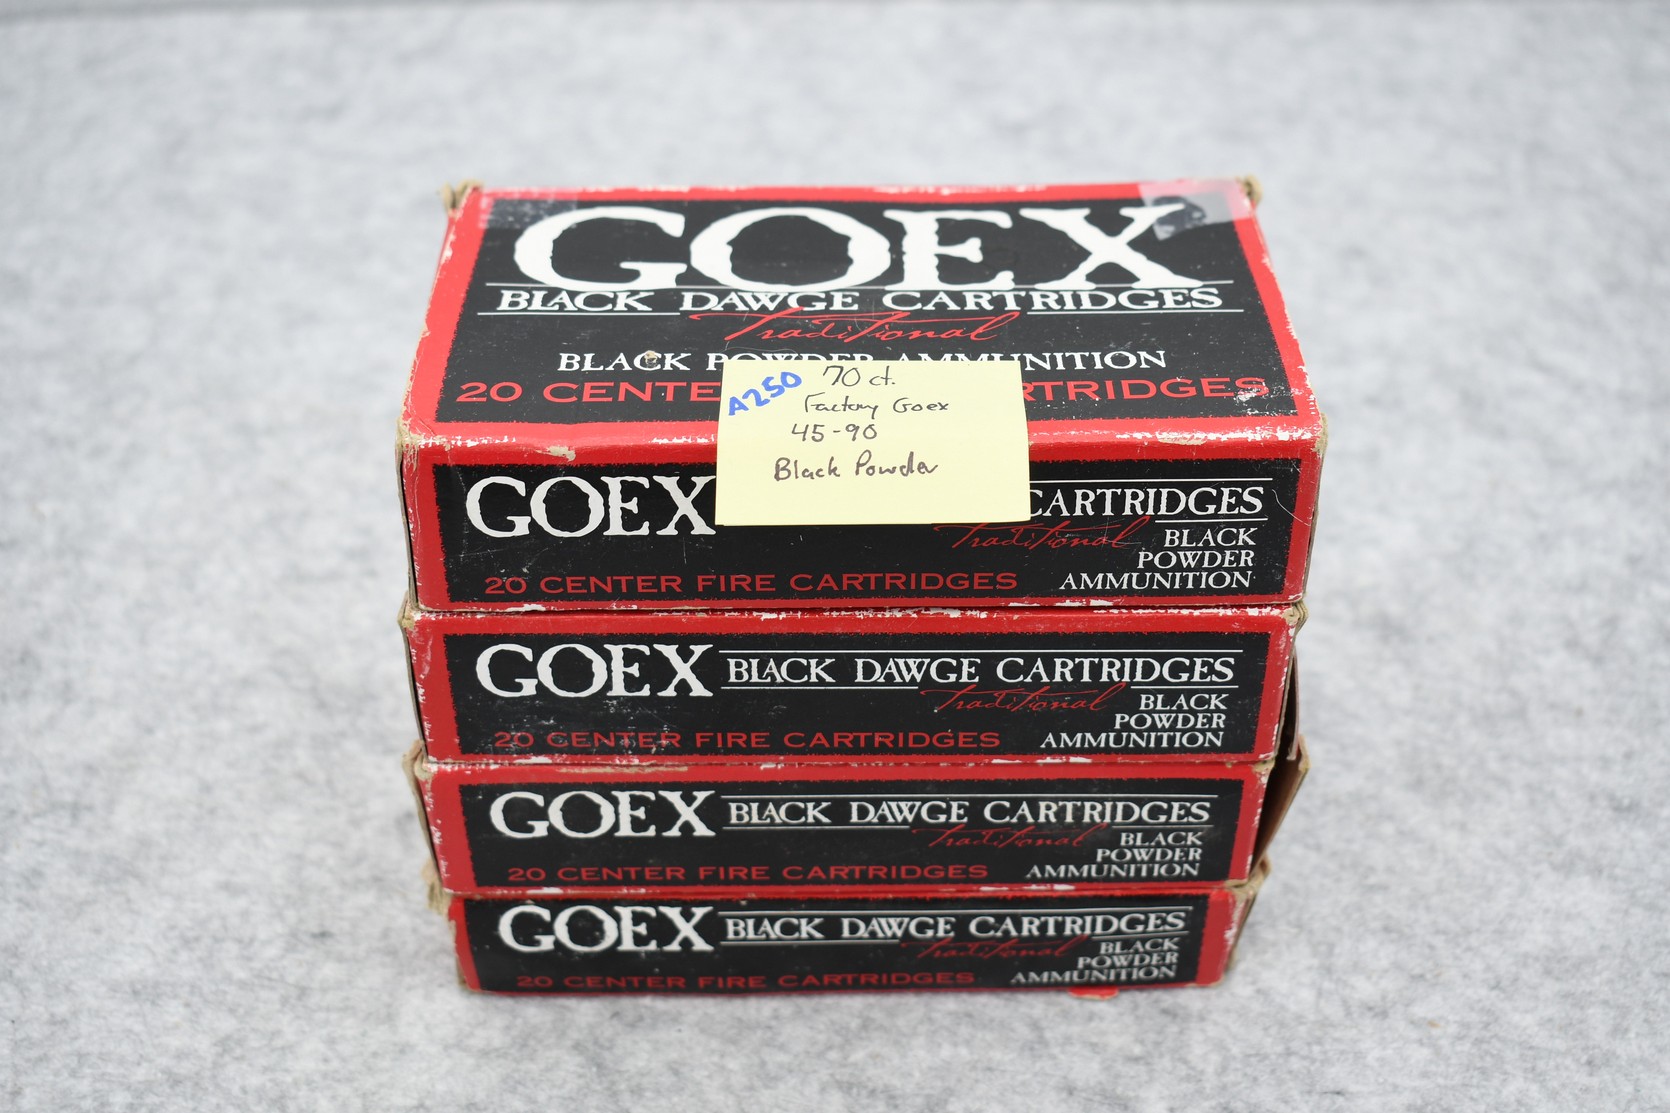 GOEX
BLACK DAWGE CARTRIDGES
Traditional
BLACK POWDER AMMUNITION
20 CENTE RTRIDGES
A250
70 ct.
Factory Goex
45-90
Black Powder
GOEX CARTRIDGES
Traditional BLACK
POWDER
20 CENTER FIRE CARTRIDGES AMMUNITION
GOEX BLACK DAWGE CARTRIDGES
Traditional BLACK
POWDER
20 CENTER FIRE CARTRIDGES AMMUNITION
GOEX BLACK DAWGE CARTRIDGES
Traditional BLACK
POWDER
20 CENTER FIRE CARTRIDGES AMMUNITION
GOEX BLACK DAWGE CARTRIDGES
Traditional BLACK
POWDER
20 CENTER FIRE CARTRIDGES AMMUNITION